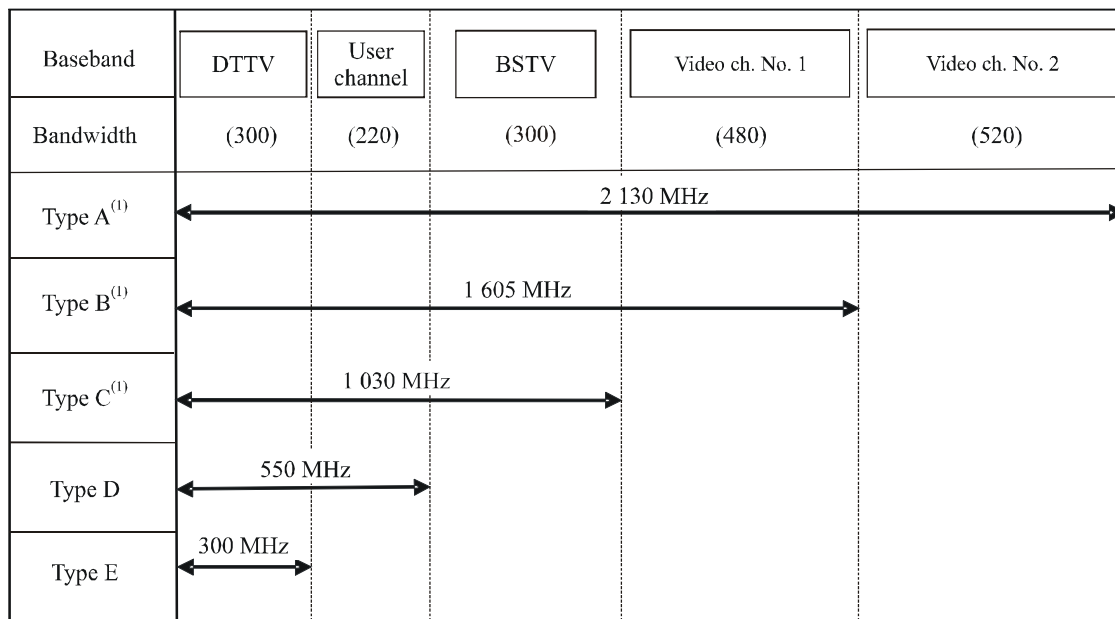 Baseband
DTTV
User
channel
BSTV
Video ch. No. 1
Video ch. No. 2
Bandwidth
(300)
(220)
(300)
(480)
(520)
Type A(1)
2 130 MHz
Type B(1)
1 605 MHz
Type C(1)
1 030 MHz
Type D
550 MHz
Type E
300 MHz